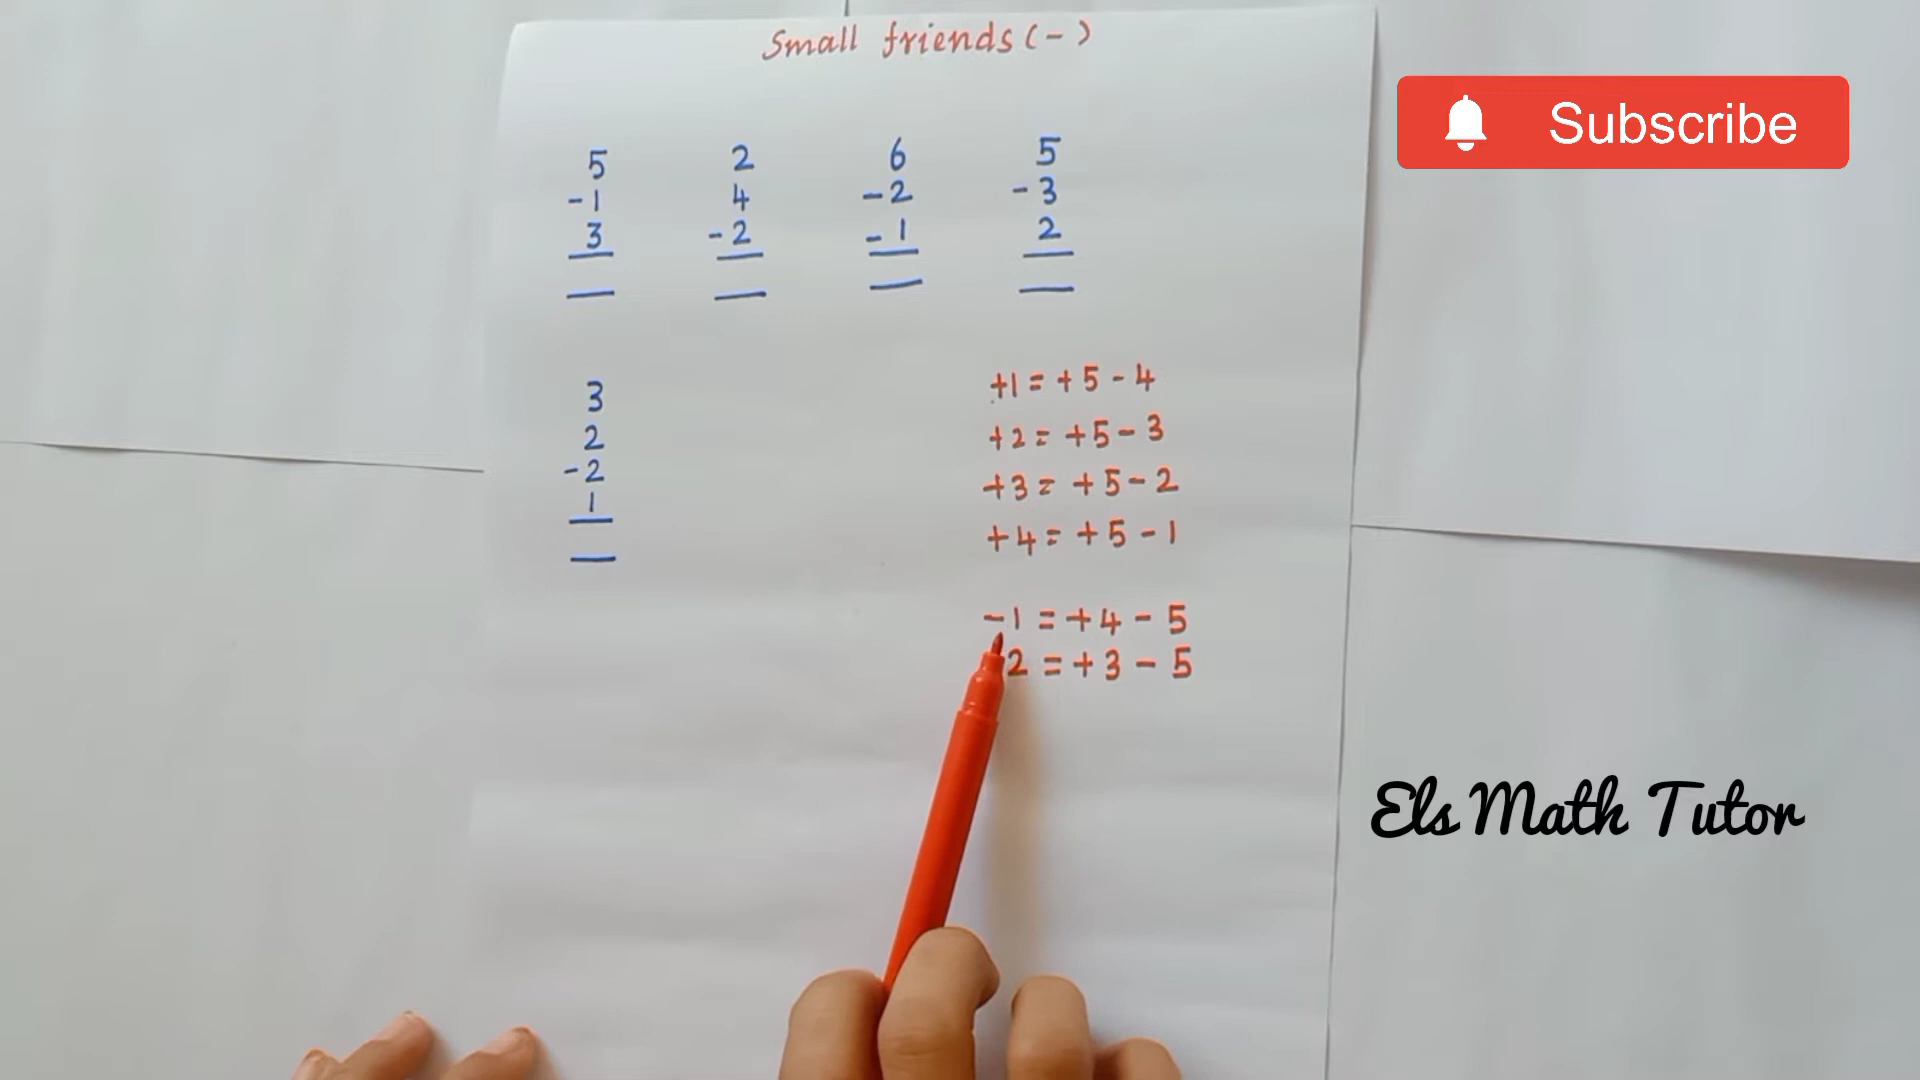 Small friends (-)
Subscribe
5
-1
3
2
4
-2
6
-2
-1
5
-3
2
3
2
-2
1
+1 = +5 - 4
+2 = +5 - 3
+3 = +5 - 2
+4 = +5 - 1
-1 = +4 - 5
2 = +3 - 5
Els Math Tutor